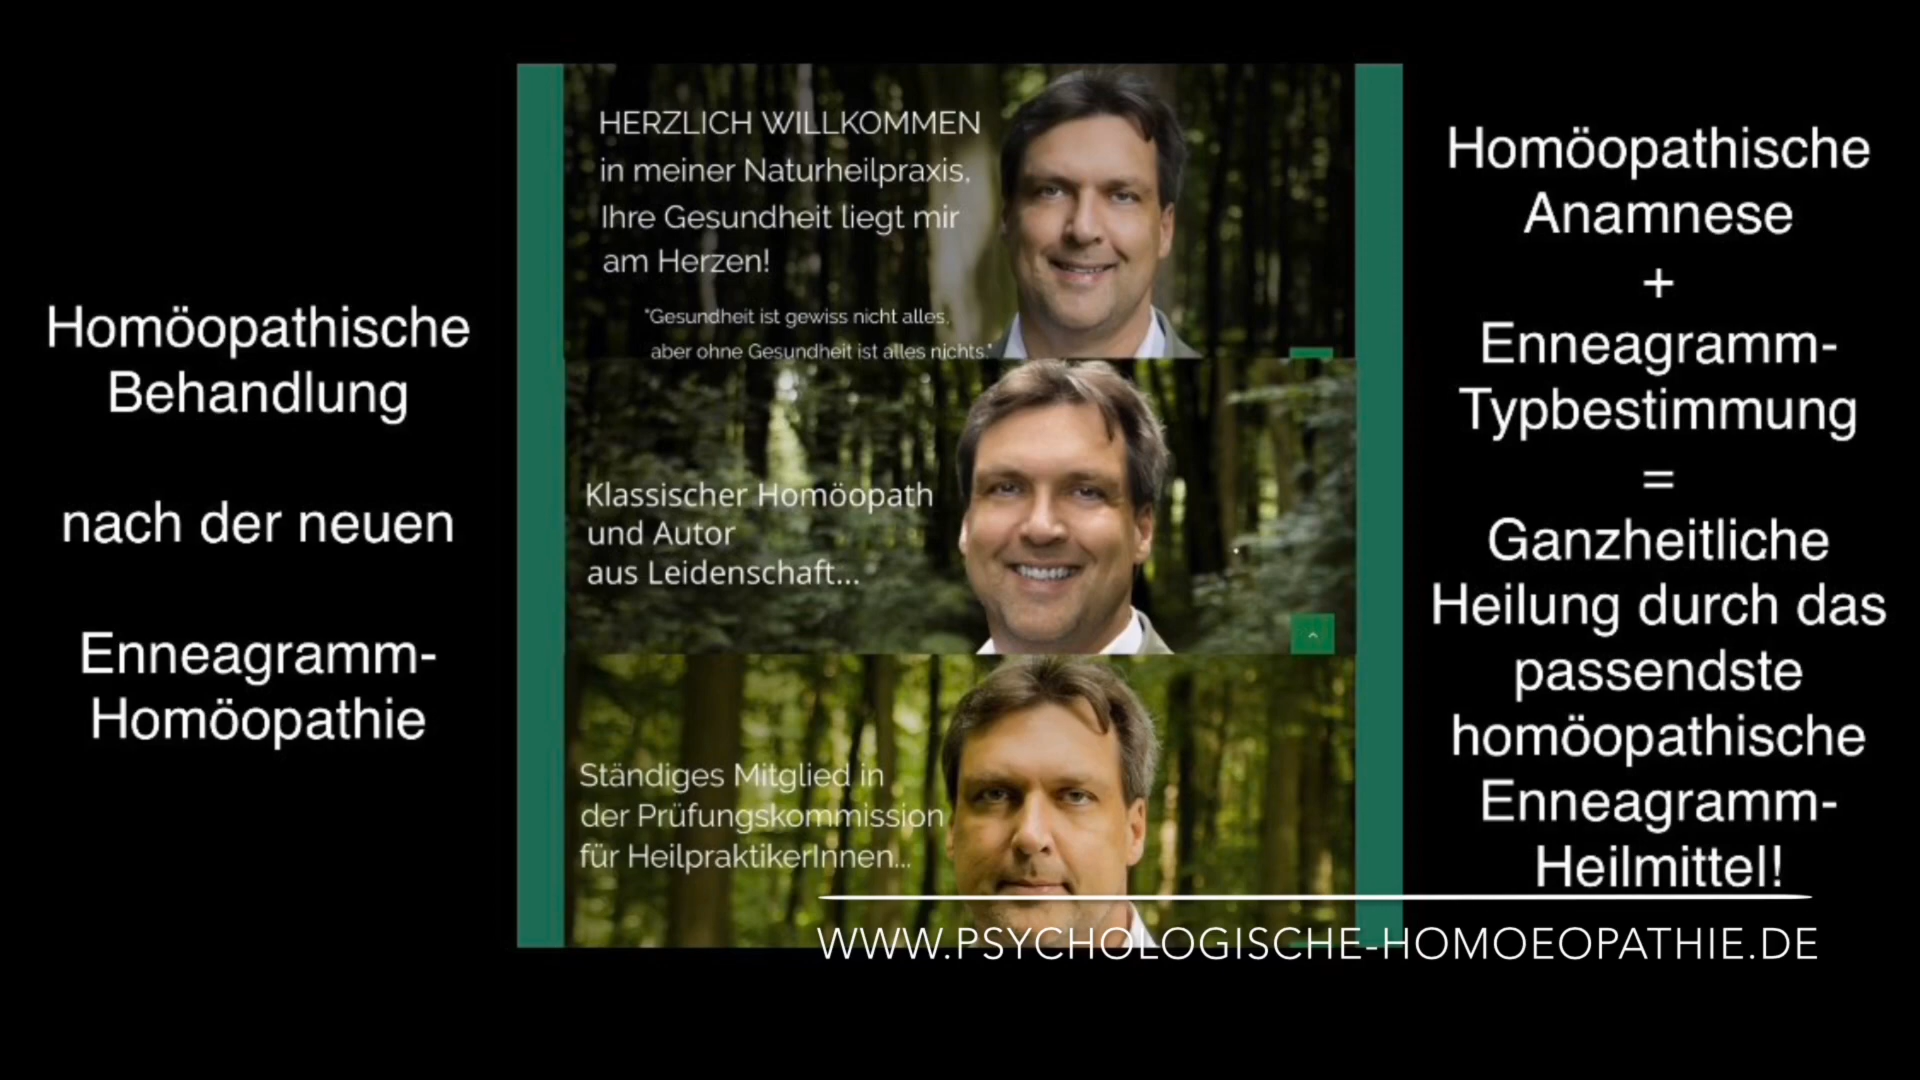 Homöopathische
Behandlung
nach der neuen
Enneagramm-
Homöopathie
HERZLICH WILLKOMMEN
in meiner Naturheilpraxis,
Ihre Gesundheit liegt mir
am Herzen!
"Gesundheit ist gewiss nicht alles,
aber ohne Gesundheit ist alles nichts."
Klassischer Homöopath
und Autor
aus Leidenschaft...
Ständiges Mitglied in
der Prüfungskommission
für HeilpraktikerInnen...
Homöopathische
Anamnese
+
Enneagramm-
Typbestimmung
=
Ganzheitliche
Heilung durch das
passendste
homöopathische
Enneagramm-
Heilmittel!
WWW.PSYCHOLOGISCHE-HOMOEOPATHIE.DE